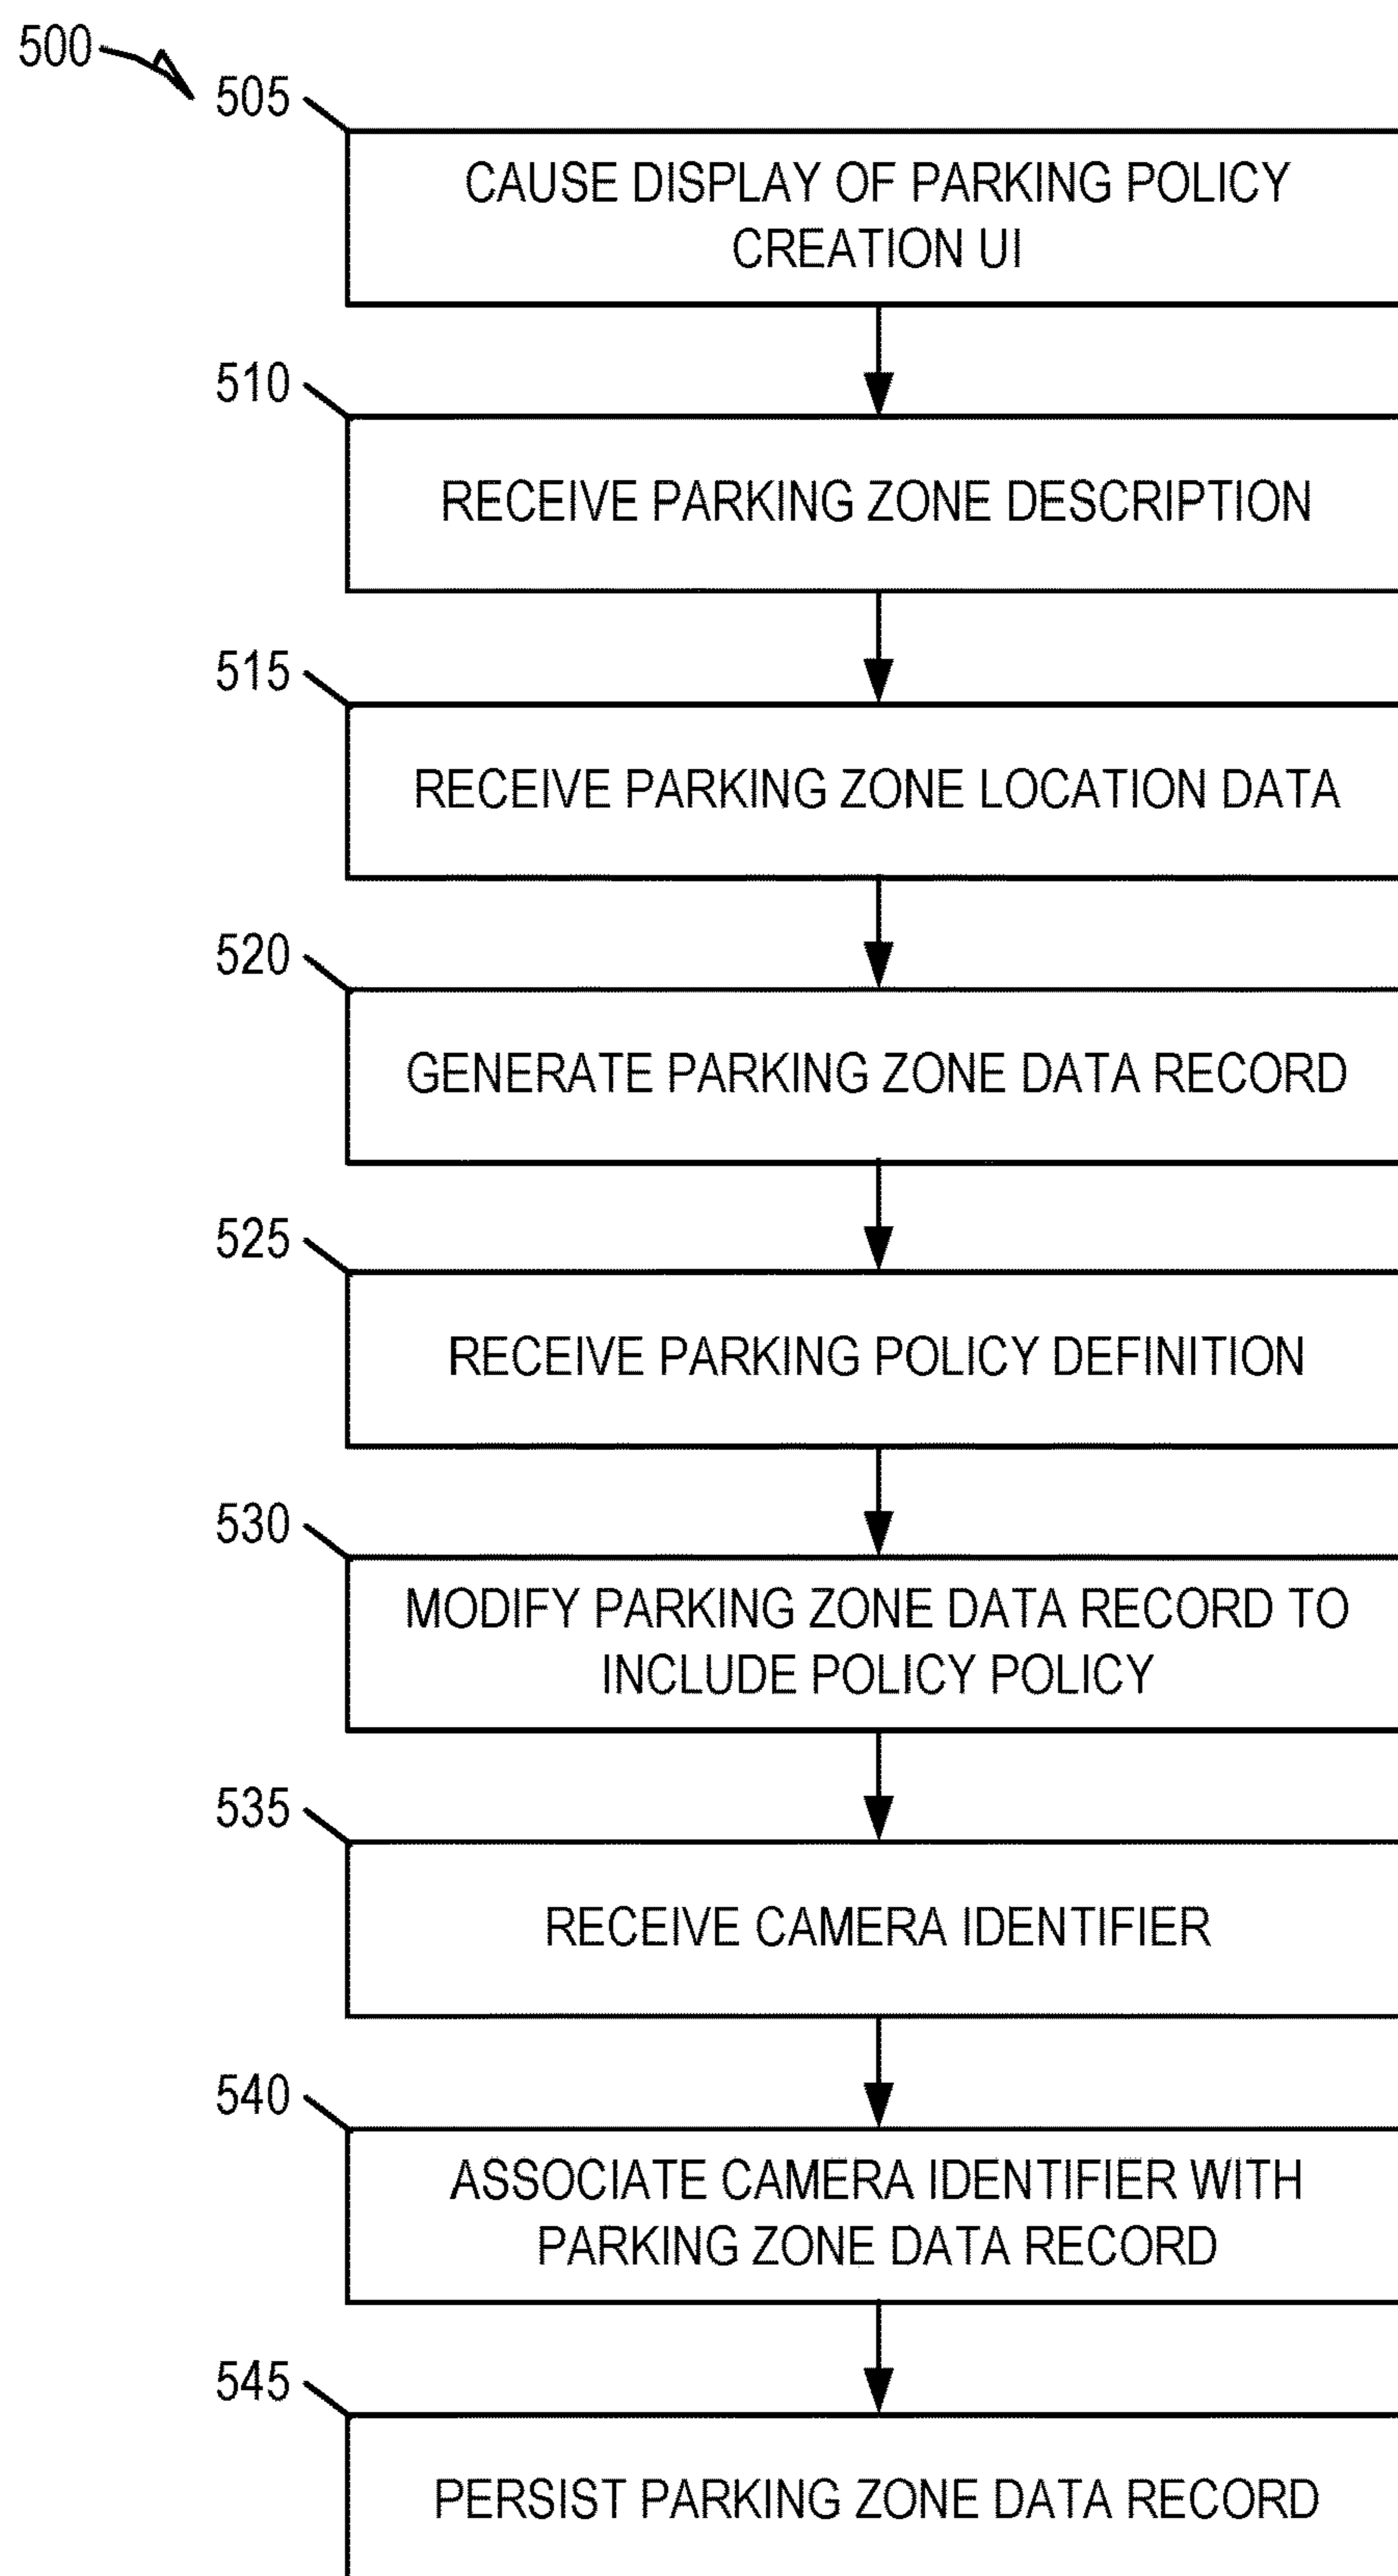 500
505
CAUSE DISPLAY OF PARKING POLICY
CREATION UI
510
RECEIVE PARKING ZONE DESCRIPTION
515
RECEIVE PARKING ZONE LOCATION DATA
520
GENERATE PARKING ZONE DATA RECORD
525
RECEIVE PARKING POLICY DEFINITION
530
MODIFY PARKING ZONE DATA RECORD TO
INCLUDE POLICY POLICY
535
RECEIVE CAMERA IDENTIFIER
540
ASSOCIATE CAMERA IDENTIFIER WITH
PARKING ZONE DATA RECORD
545
PERSIST PARKING ZONE DATA RECORD